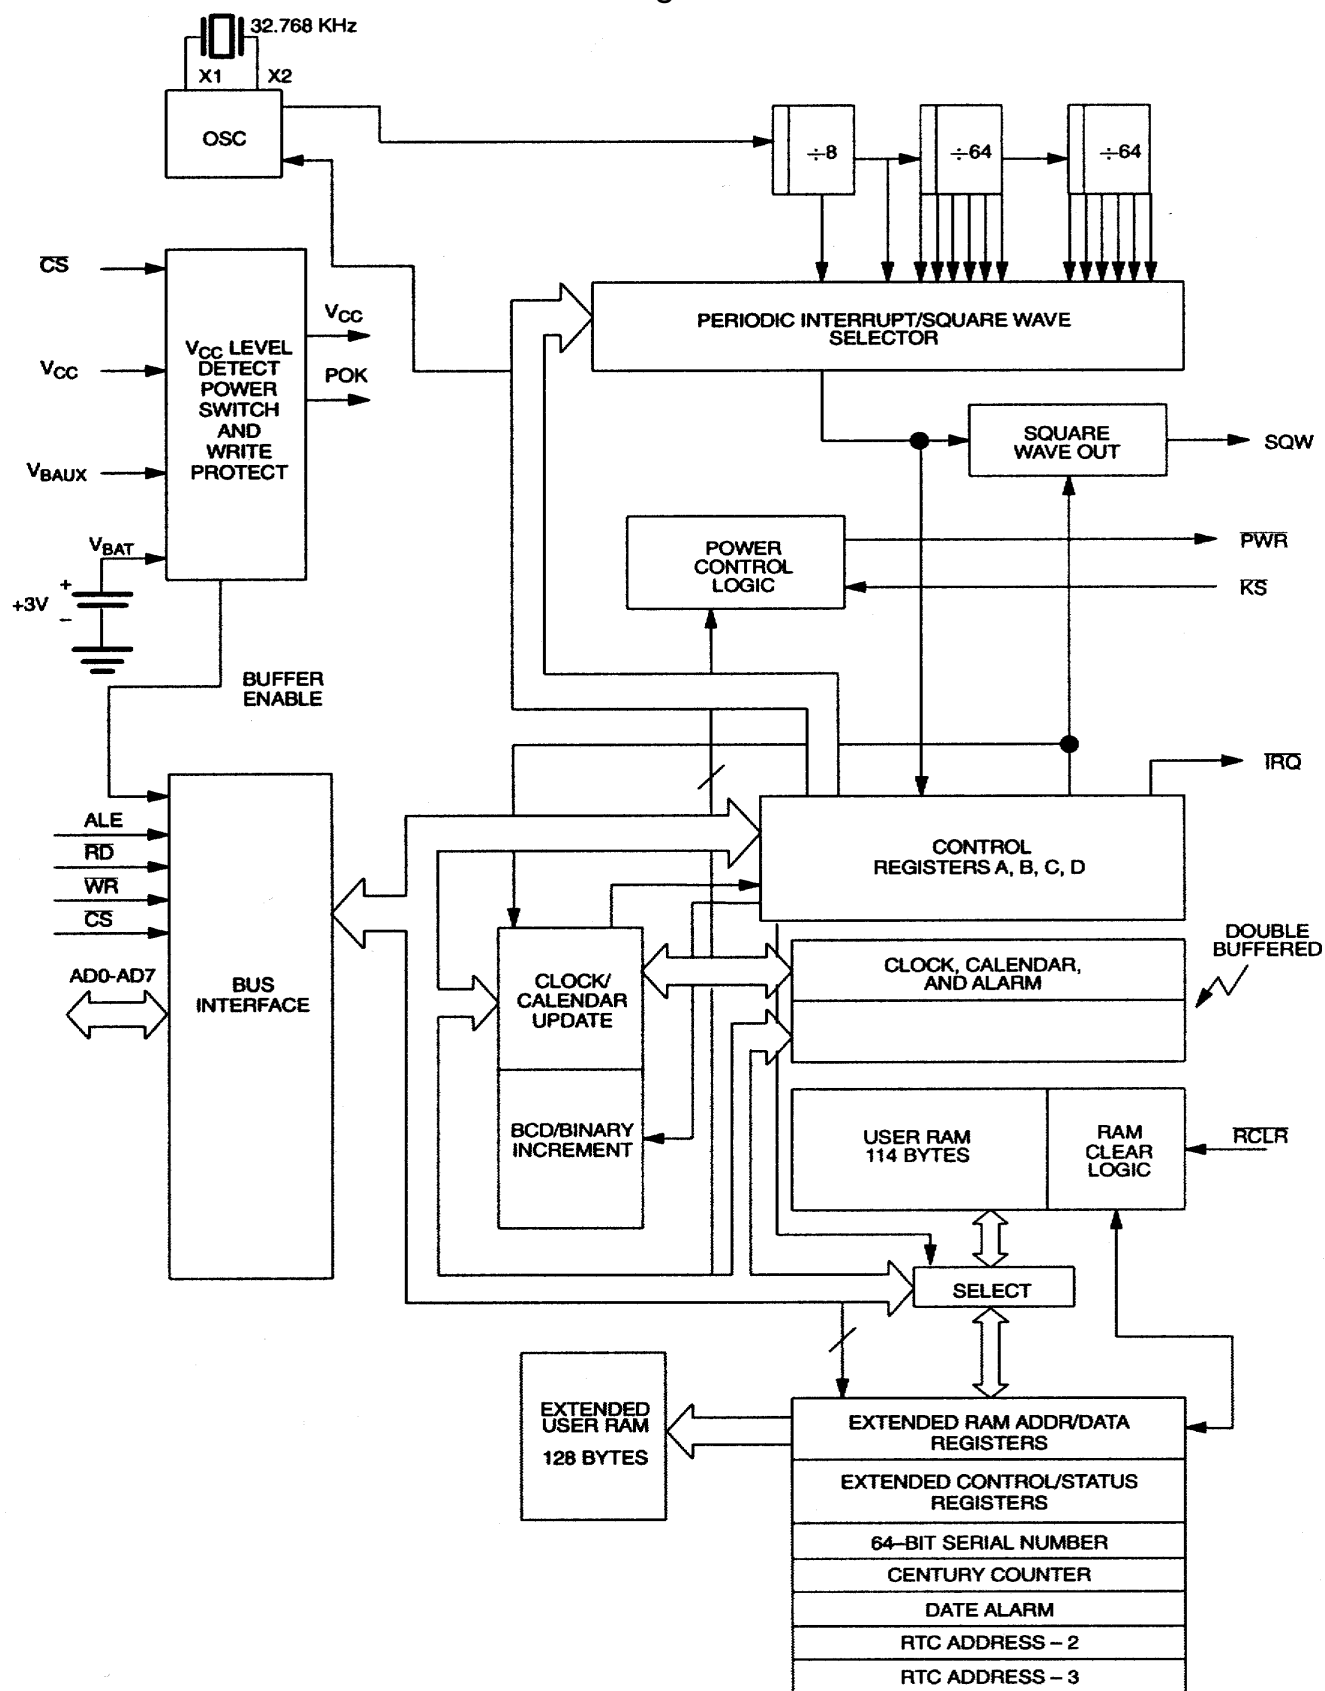 32.768 KHz
X1
X2
OSC
÷8
÷64
÷64
CS
VCC
VBAUX
VBAT
+
+3V
−
VCC LEVEL
DETECT
POWER
SWITCH
AND
WRITE
PROTECT
VCC
POK
PERIODIC INTERRUPT/SQUARE WAVE
SELECTOR
SQUARE
WAVE OUT
SQW
POWER
CONTROL
LOGIC
PWR
KS
BUFFER
ENABLE
IRQ
ALE
RD
WR
CS
AD0-AD7
BUS
INTERFACE
CONTROL
REGISTERS A, B, C, D
DOUBLE
BUFFERED
CLOCK/
CALENDAR
UPDATE
CLOCK, CALENDAR,
AND ALARM
BCD/BINARY
INCREMENT
USER RAM
114 BYTES
RAM
CLEAR
LOGIC
RCLR
SELECT
EXTENDED
USER RAM
128 BYTES
EXTENDED RAM ADDR/DATA
REGISTERS
EXTENDED CONTROL/STATUS
REGISTERS
64–BIT SERIAL NUMBER
CENTURY COUNTER
DATE ALARM
RTC ADDRESS – 2
RTC ADDRESS – 3